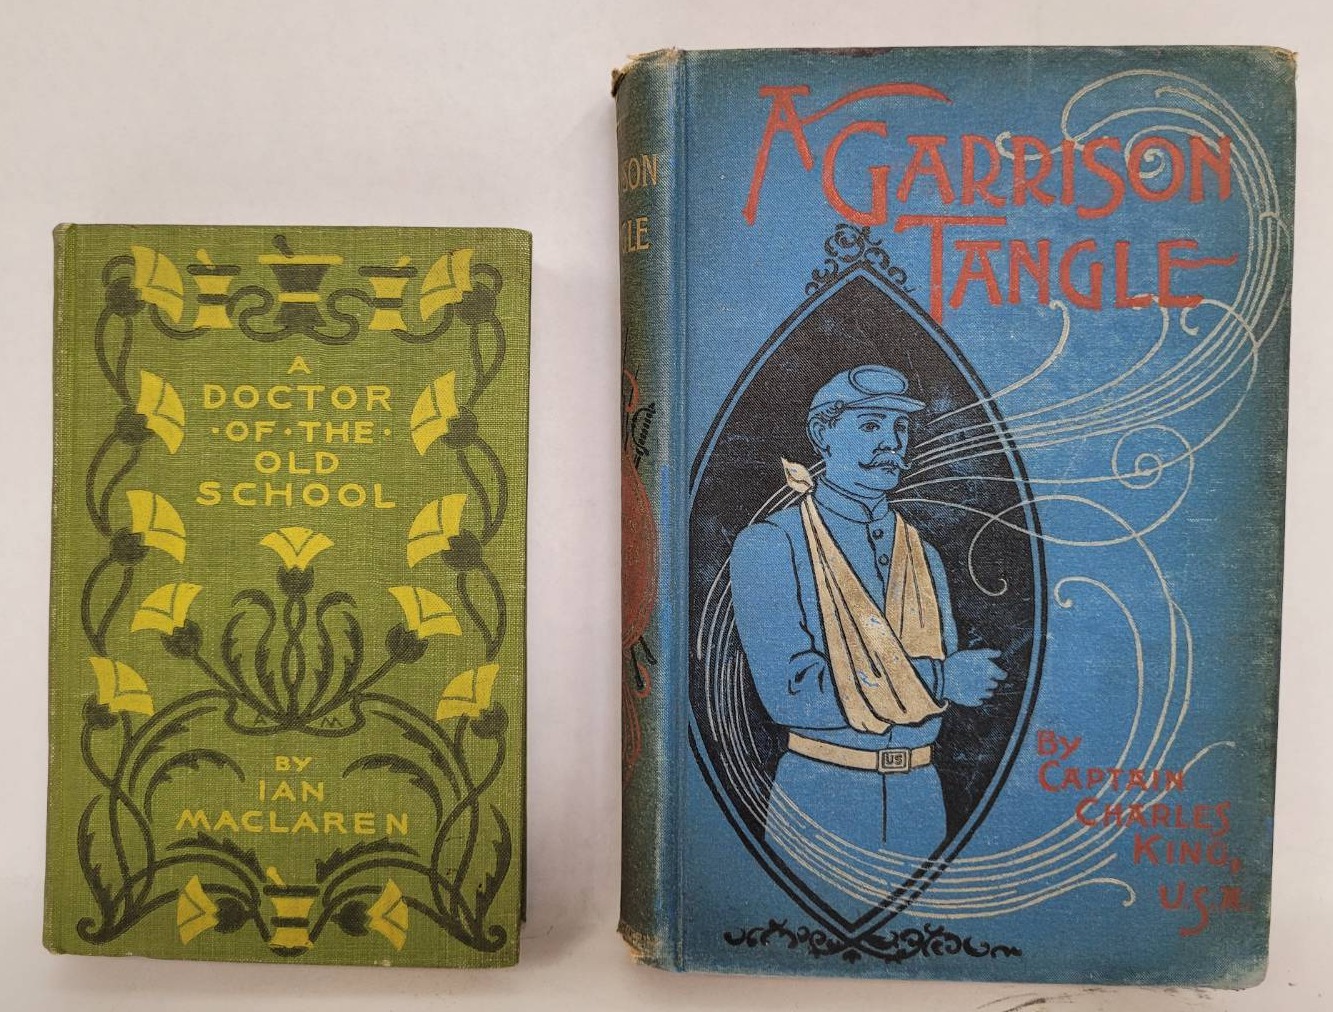 A
DOCTOR
·OF·THE·
OLD
SCHOOL
A M
BY
IAN
MACLAREN
A GARRISON
TANGLE
US
By
CAPTAIN
CHARLES
KING,
U.S.A.